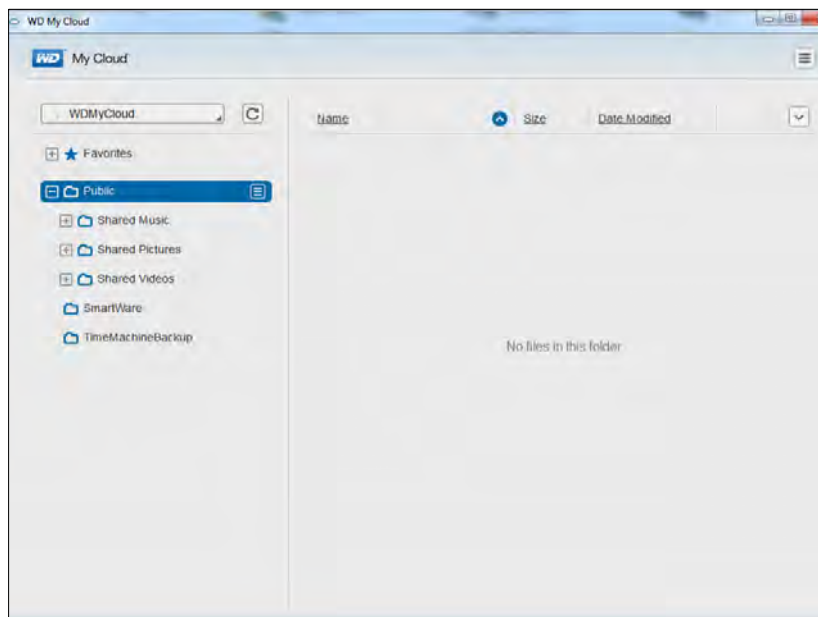 WD My Cloud
WD My Cloud
WDMyCloud
Name Size Date Modified
Favorites
Public
Shared Music
Shared Pictures
Shared Videos
SmartWare
TimeMachineBackup
No files in this folder